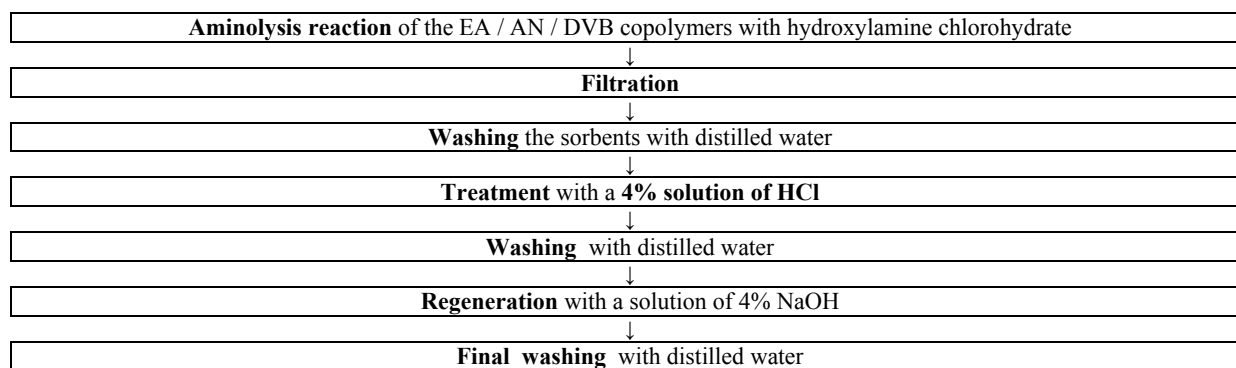 Aminolysis reaction of the EA / AN / DVB copolymers with hydroxylamine chlorohydrate
↓
Filtration
↓
Washing the sorbents with distilled water
↓
Treatment with a 4% solution of HCl
↓
Washing with distilled water
↓
Regeneration with a solution of 4% NaOH
↓
Final washing with distilled water